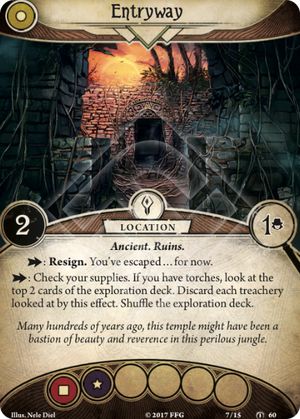 Entryway
2
LOCATION
1
Ancient. Ruins.
: Resign. You've escaped ... for now.
: Check your supplies. If you have torches, look at the
top 2 cards of the exploration deck. Discard each treachery
looked at by this effect. Shuffle the exploration deck.
Many hundreds of years ago, this temple might have been a
bastion of beauty and reverence in this perilous jungle.
Illus. Nele Diel
© 2017 FFG
7/15
60